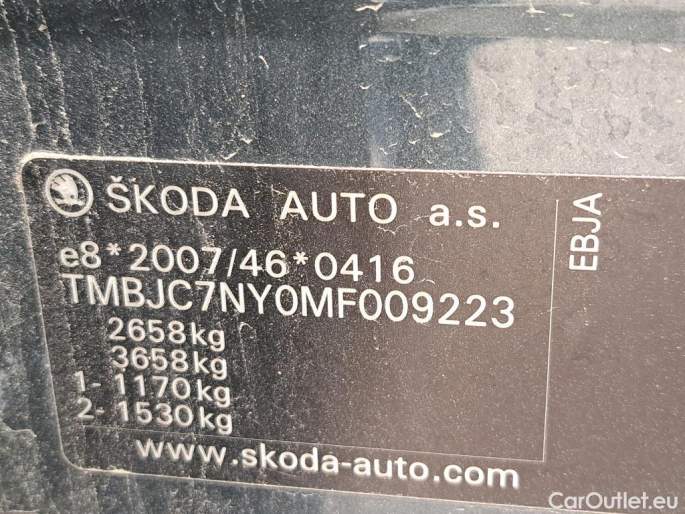 ŠKODA AUTO a.s.
e8*2007/46*0416
TMBJC7NY0MF009223
2658kg
3658kg
1- 1170kg
2- 1530kg
www.skoda-auto.com
EBJA
CarOutlet.eu